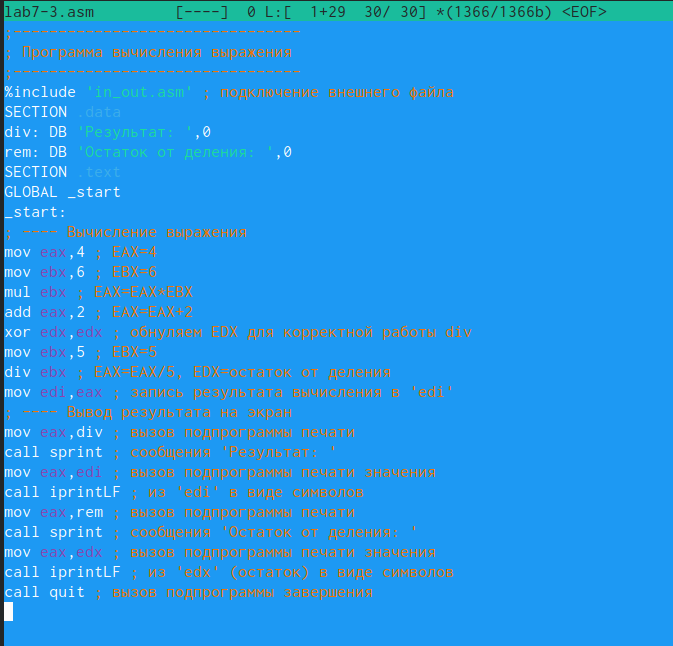 lab7-3.asm [----] 0 L:[ 1+29 30/ 30] *(1366/1366b) <EOF>
;--------------------------------
; Программа вычисления выражения
;--------------------------------
%include 'in_out.asm' ; подключение внешнего файла
SECTION .data
div: DB 'Результат: ',0
rem: DB 'Остаток от деления: ',0
SECTION .text
GLOBAL _start
_start:
; ---- Вычисление выражения
mov eax,4 ; EAX=4
mov ebx,6 ; EBX=6
mul ebx ; EAX=EAX*EBX
add eax,2 ; EAX=EAX+2
xor edx,edx ; обнуляем EDX для корректной работы div
mov ebx,5 ; EBX=5
div ebx ; EAX=EAX/5, EDX=остаток от деления
mov edi,eax ; запись результата вычисления в 'edi'
; ---- Вывод результата на экран
mov eax,div ; вызов подпрограммы печати
call sprint ; сообщения 'Результат: '
mov eax,edi ; вызов подпрограммы печати значения
call iprintLF ; из 'edi' в виде символов
mov eax,rem ; вызов подпрограммы печати
call sprint ; сообщения 'Остаток от деления: '
mov eax,edx ; вызов подпрограммы печати значения
call iprintLF ; из 'edx' (остаток) в виде символов
call quit ; вызов подпрограммы завершения